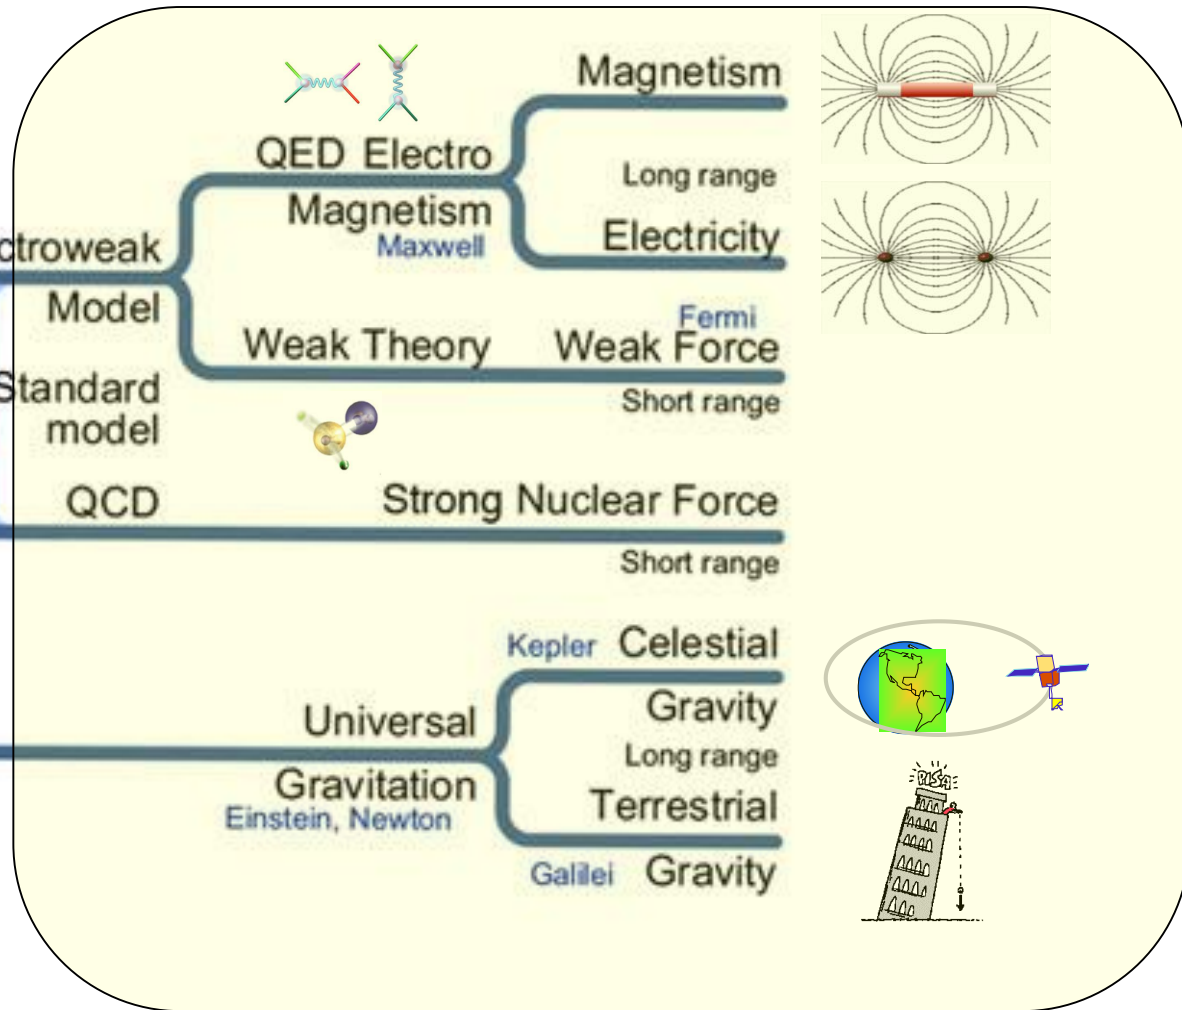 Magnetism
QED Electro
Long range
Magnetism
Maxwell
Electricity
ctroweak
Model
Fermi
Weak Theory
Weak Force
Short range
Standard
model
QCD
Strong Nuclear Force
Short range
Kepler
Celestial
Gravity
Universal
Long range
Gravitation
Einstein, Newton
Terrestrial
Galilei
Gravity
PISA